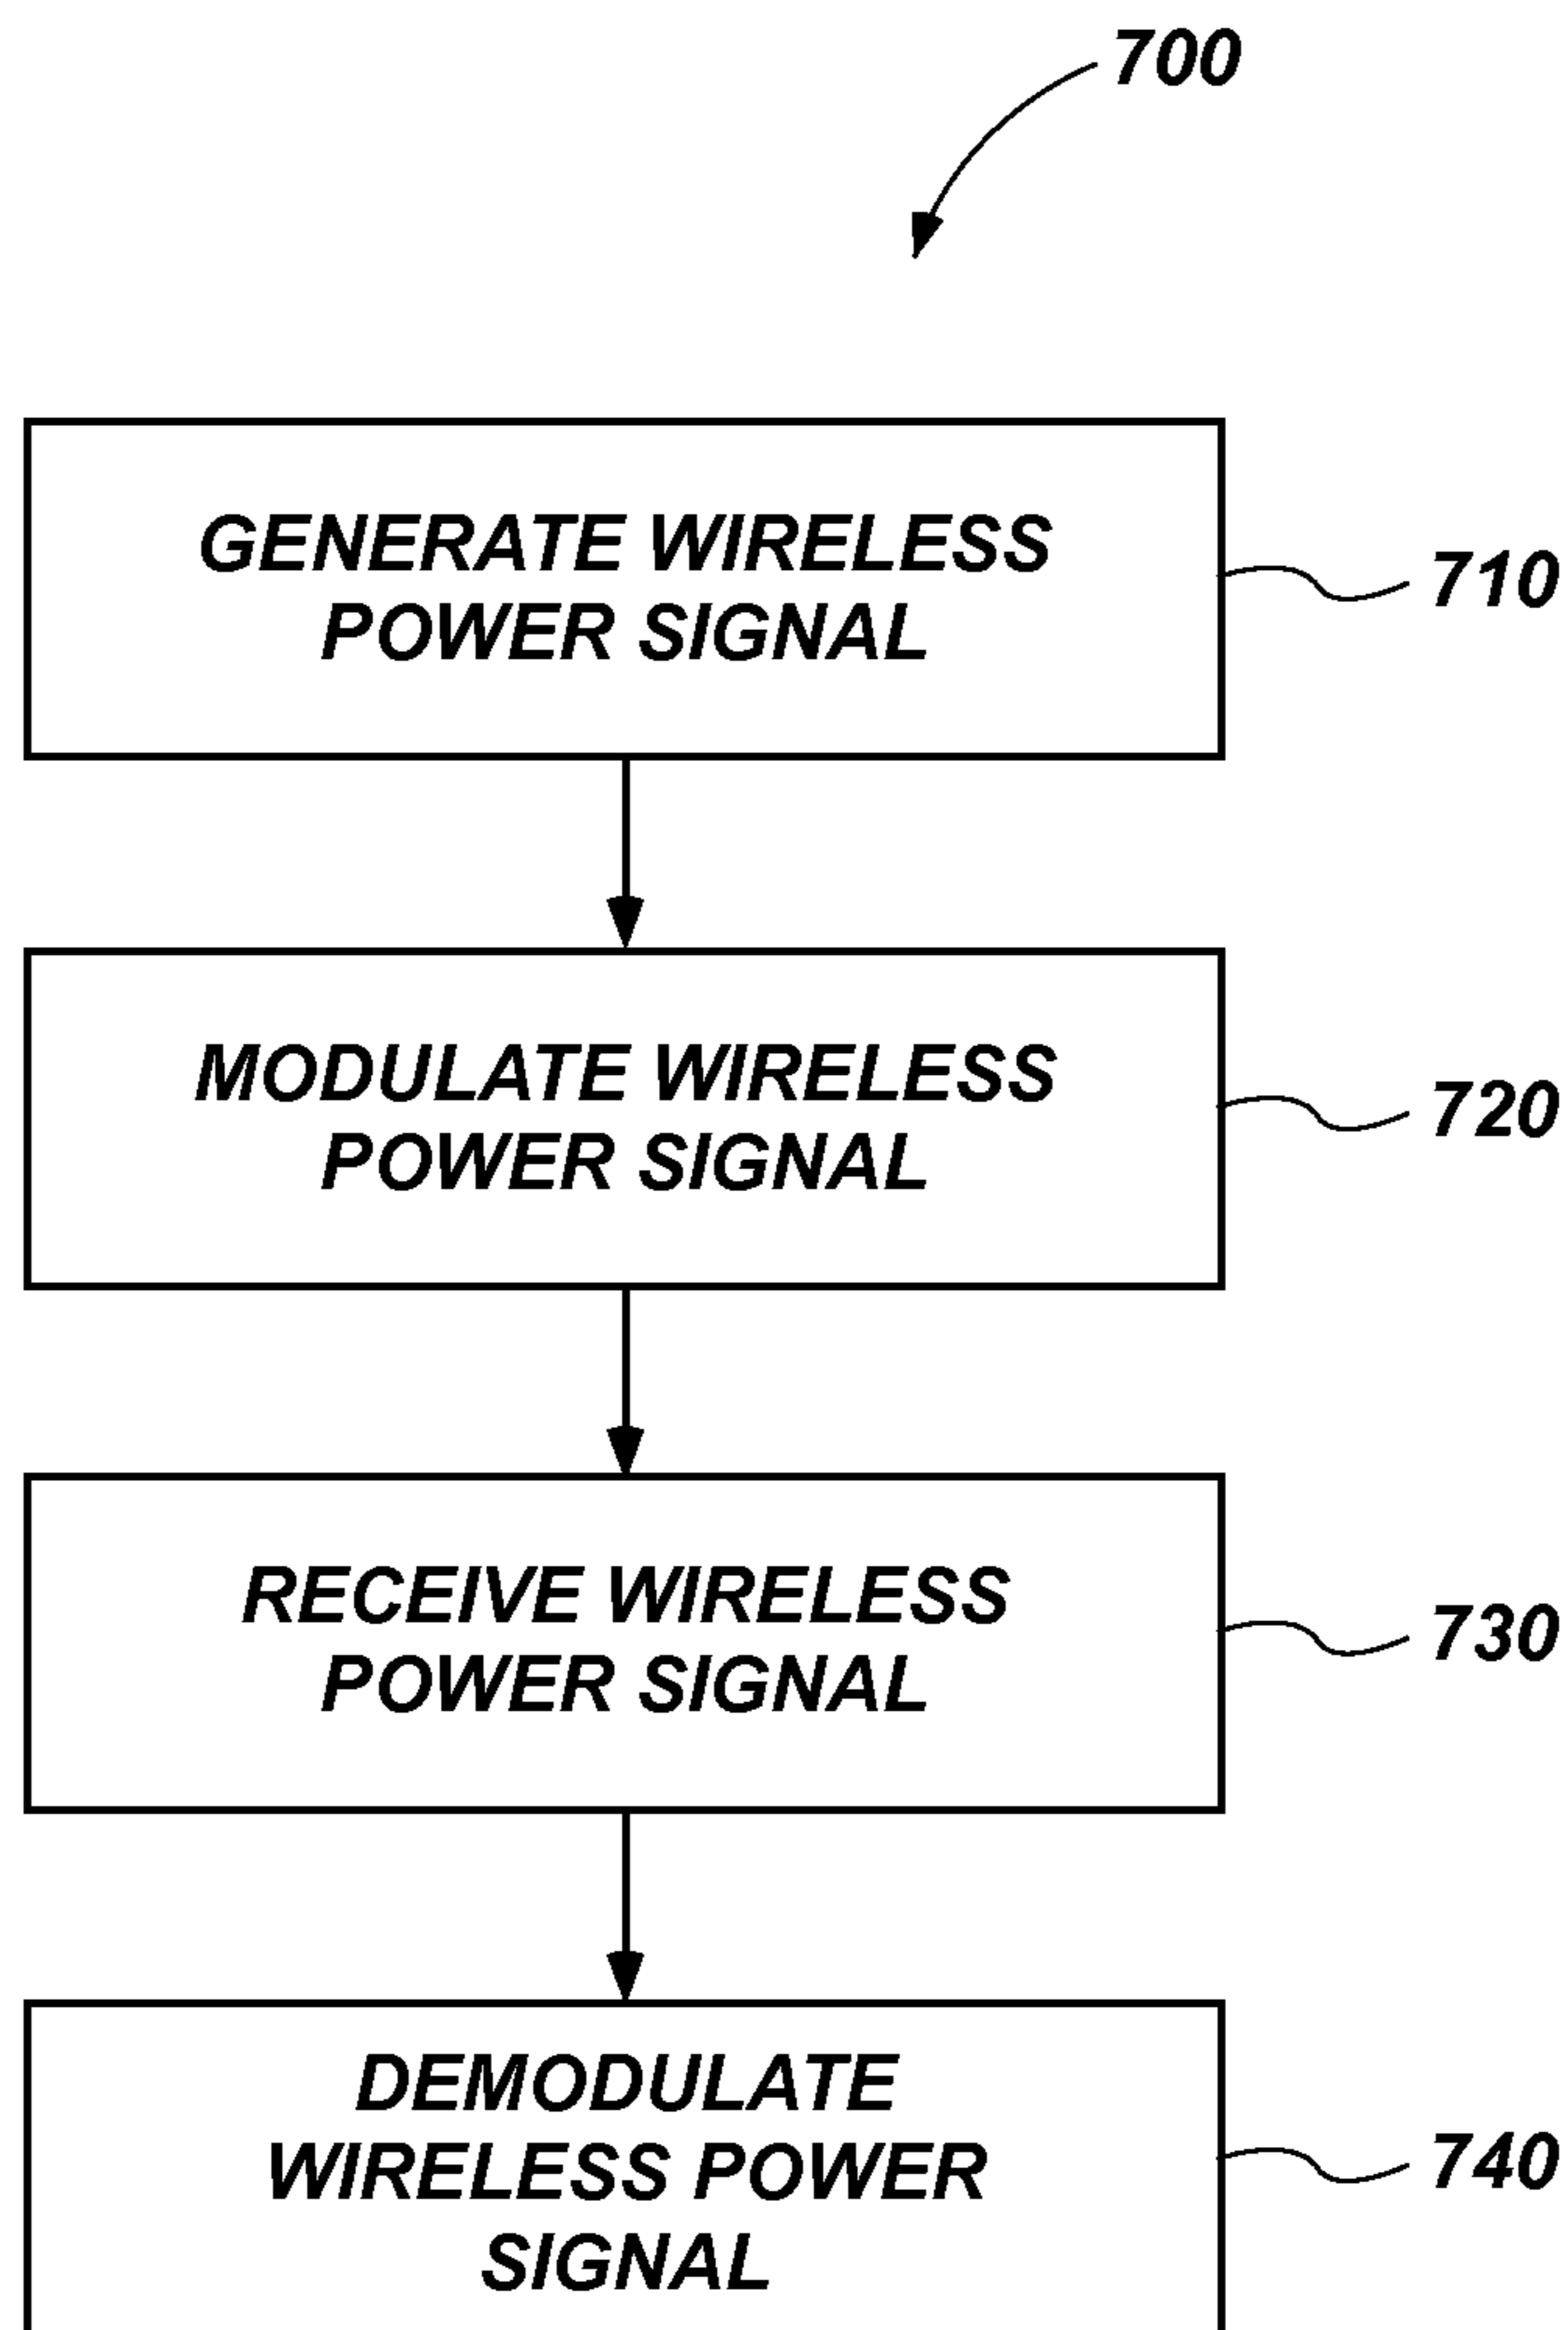 700
GENERATE WIRELESS
POWER SIGNAL
710
MODULATE WIRELESS
POWER SIGNAL
720
RECEIVE WIRELESS
POWER SIGNAL
730
DEMODULATE
WIRELESS POWER
SIGNAL
740